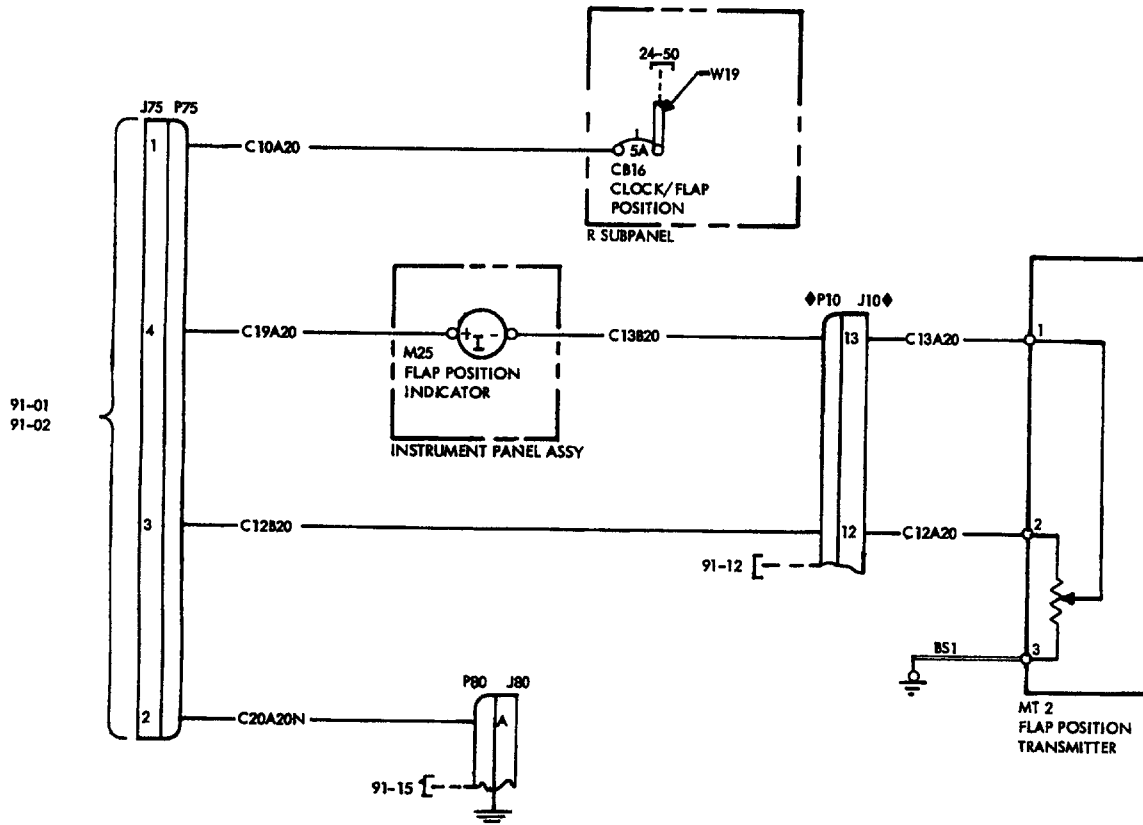 24-50
W19
J75 P75
1
C10A20
5A
CB16
CLOCK/FLAP
POSITION
R SUBPANEL
♦P10 J10♦
4
C19A20
+ I -
C13B20
13
C13A20
1
M25
FLAP POSITION
INDICATOR
91-01
91-02
INSTRUMENT PANEL ASSY
3
C12B20
12
C12A20
2
91-12
BS1
3
P80 J80
2
C20A20N
A
MT 2
FLAP POSITION
TRANSMITTER
91-15